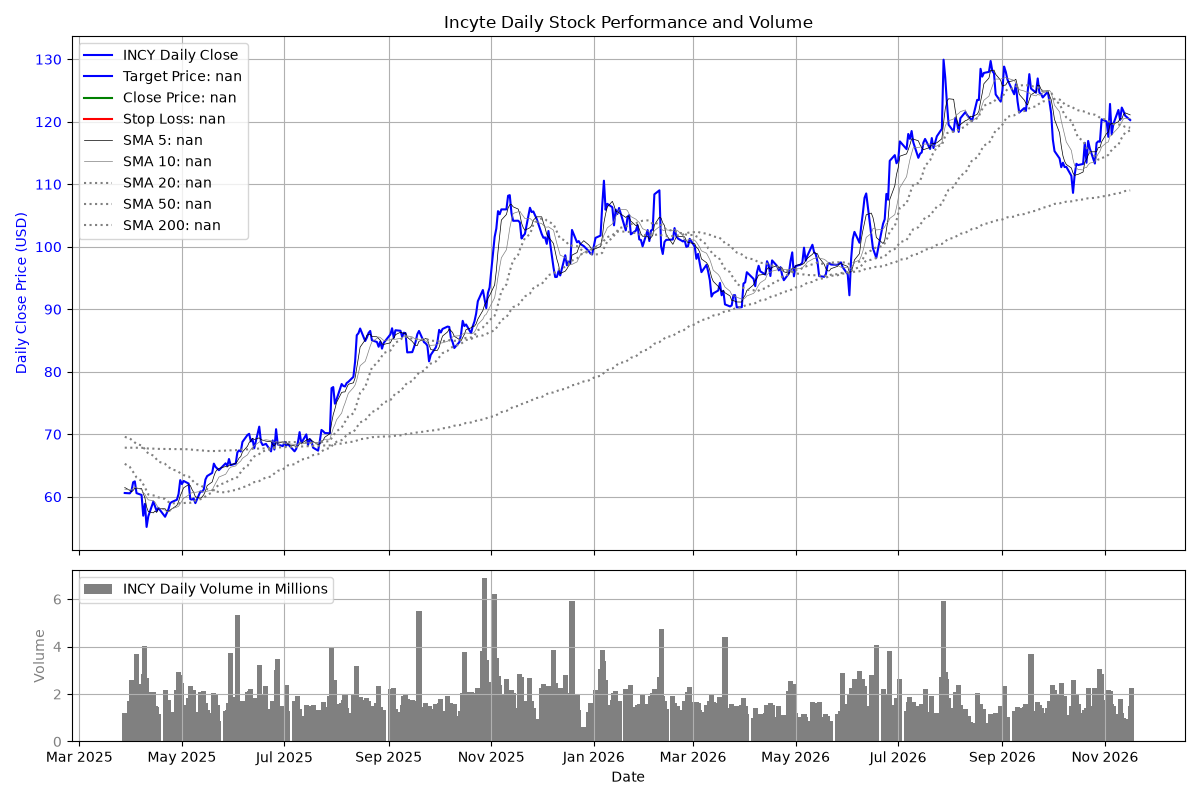 Incyte Daily Stock Performance and Volume
130
120
110
100
90
80
70
60
Daily Close Price (USD)
INCY Daily Close
Target Price: nan
Close Price: nan
Stop Loss: nan
SMA 5: nan
SMA 10: nan
SMA 20: nan
SMA 50: nan
SMA 200: nan
6
4
2
0
Volume
INCY Daily Volume in Millions
Mar 2025 May 2025 Jul 2025 Sep 2025 Nov 2025 Jan 2026 Mar 2026 May 2026 Jul 2026 Sep 2026 Nov 2026
Date